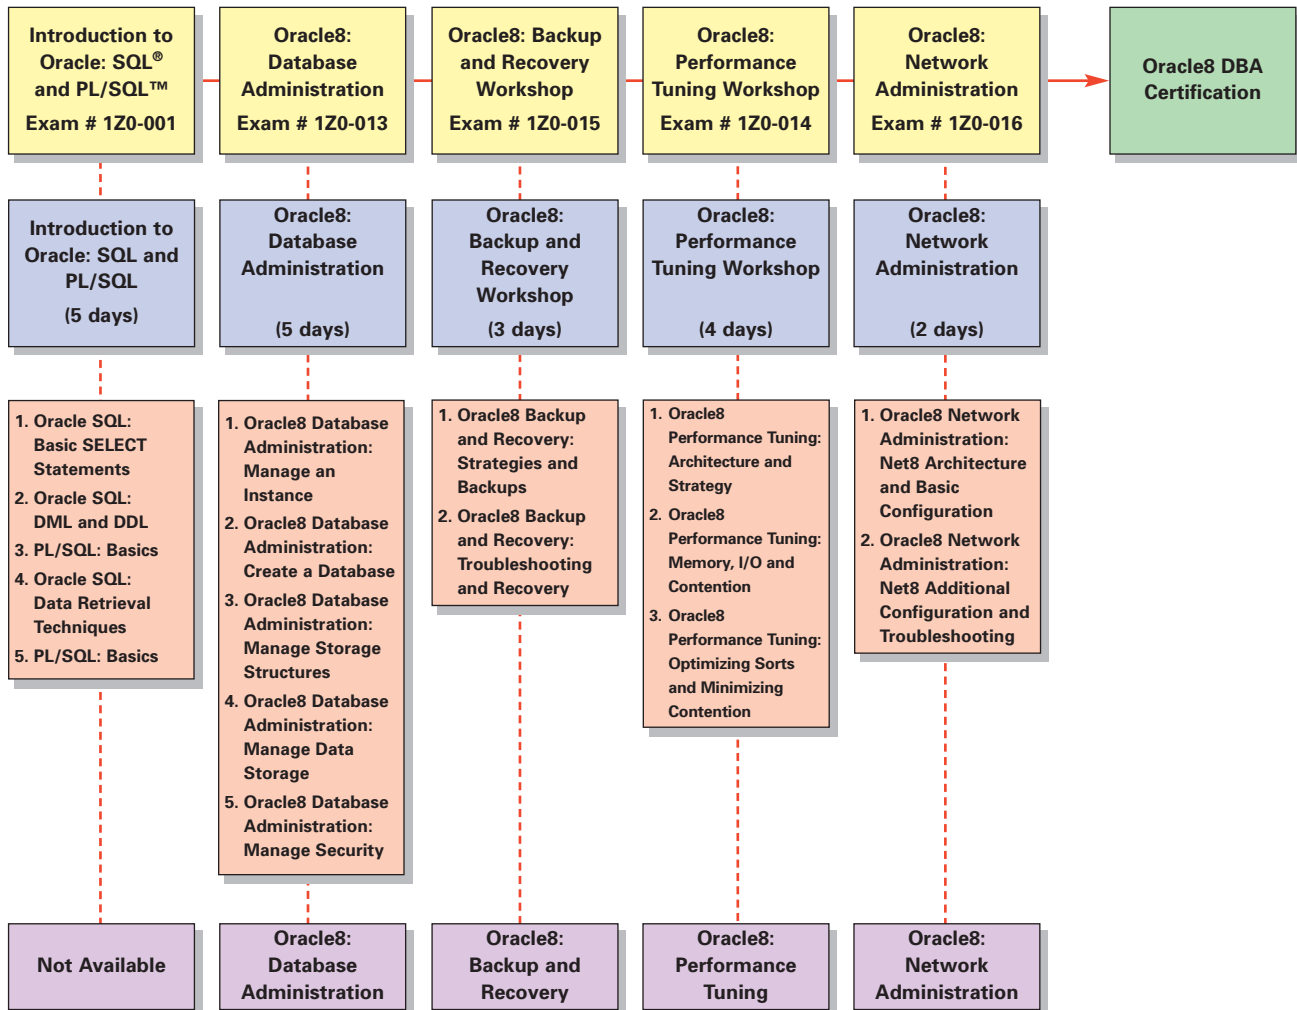 Introduction to
Oracle: SQL®
and PL/SQL™
Exam # 1Z0-001
Oracle8:
Database
Administration
Exam # 1Z0-013
Oracle8: Backup
and Recovery
Workshop
Exam # 1Z0-015
Oracle8:
Performance
Tuning Workshop
Exam # 1Z0-014
Oracle8:
Network
Administration
Exam # 1Z0-016
Oracle8 DBA
Certification
Introduction to
Oracle: SQL and
PL/SQL
(5 days)
Oracle8:
Database
Administration
(5 days)
Oracle8:
Backup and
Recovery
Workshop
(3 days)
Oracle8:
Performance
Tuning Workshop
(4 days)
Oracle8:
Network
Administration
(2 days)
1. Oracle SQL:
Basic SELECT
Statements
2. Oracle SQL:
DML and DDL
3. PL/SQL: Basics
4. Oracle SQL:
Data Retrieval
Techniques
5. PL/SQL: Basics
1. Oracle8 Database
Administration:
Manage an
Instance
2. Oracle8 Database
Administration:
Create a Database
3. Oracle8 Database
Administration:
Manage Storage
Structures
4. Oracle8 Database
Administration:
Manage Data
Storage
5. Oracle8 Database
Administration:
Manage Security
1. Oracle8 Backup
and Recovery:
Strategies and
Backups
2. Oracle8 Backup
and Recovery:
Troubleshooting
and Recovery
1. Oracle8
Performance Tuning:
Architecture and
Strategy
2. Oracle8
Performance Tuning:
Memory, I/O and
Contention
3. Oracle8
Performance Tuning:
Optimizing Sorts
and Minimizing
Contention
1. Oracle8 Network
Administration:
Net8 Architecture
and Basic
Configuration
2. Oracle8 Network
Administration:
Net8 Additional
Configuration and
Troubleshooting
Not Available
Oracle8:
Database
Administration
Oracle8:
Backup and
Recovery
Oracle8:
Performance
Tuning
Oracle8:
Network
Administration